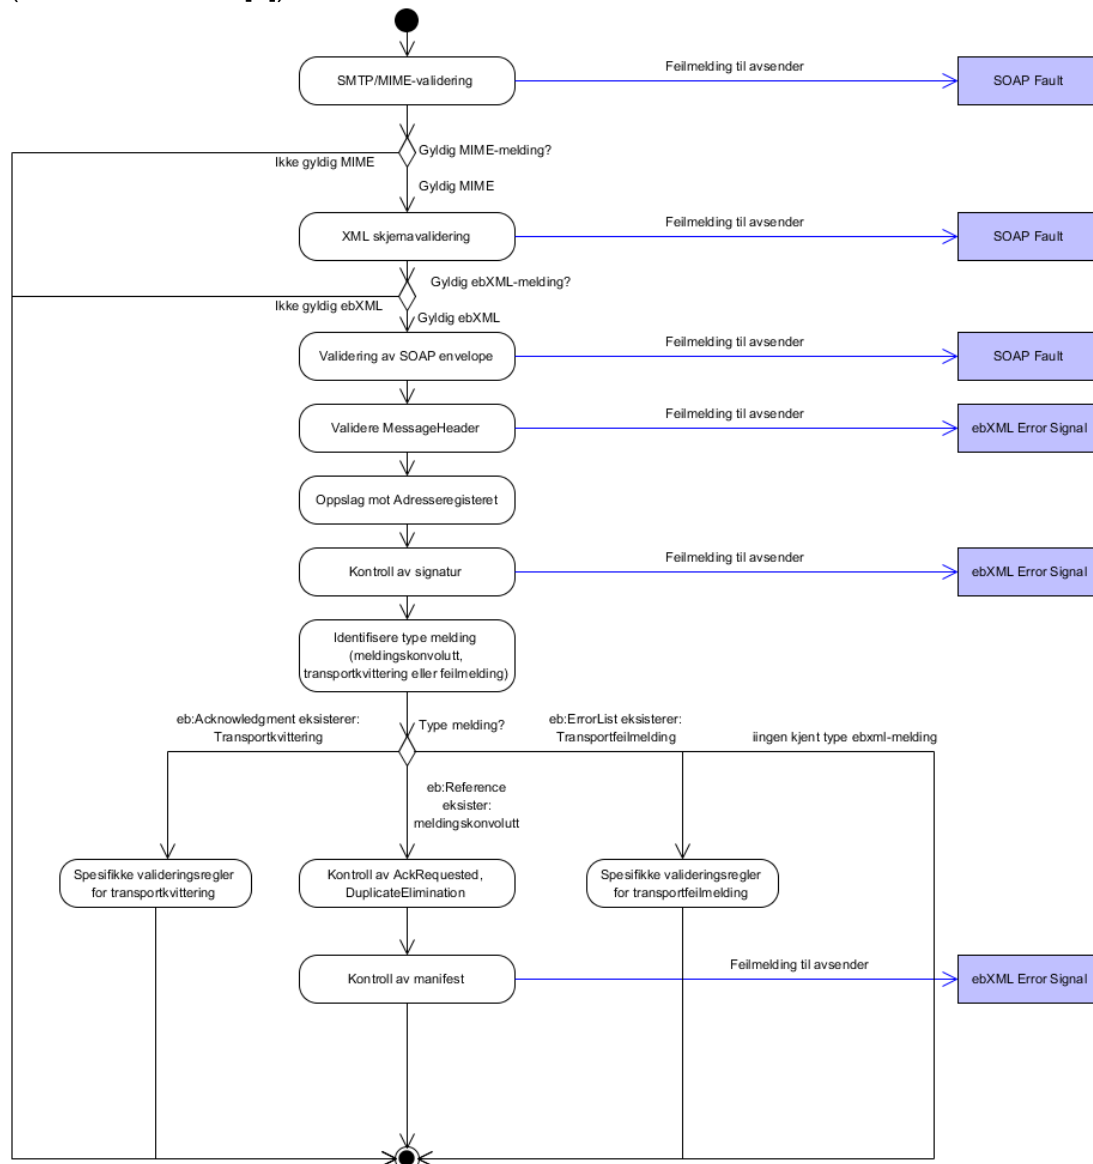 SMTP/MIME-validering
Feilmelding til avsender
SOAP Fault
Gyldig MIME-melding?
Ikke gyldig MIME
Gyldig MIME
XML skjemavalidering
Feilmelding til avsender
SOAP Fault
Gyldig ebXML-melding?
Ikke gyldig ebXML
Gyldig ebXML
Validering av SOAP envelope
Feilmelding til avsender
SOAP Fault
Validere MessageHeader
Feilmelding til avsender
ebXML Error Signal
Oppslag mot Adresseregisteret
Kontroll av signatur
Feilmelding til avsender
ebXML Error Signal
Identifisere type melding
(meldingskonvolutt,
transportkvittering eller feilmelding)
eb:Acknowledgment eksisterer:
Transportkvittering
Type melding?
eb:ErrorList eksisterer:
Transportfeilmelding
iingen kjent type ebxml-melding
eb:Reference
eksister:
meldingskonvolutt
Spesifikke valideringsregler
for transportkvittering
Kontroll av AckRequested,
DuplicateElimination
Spesifikke valideringsregler
for transportfeilmelding
Kontroll av manifest
Feilmelding til avsender
ebXML Error Signal